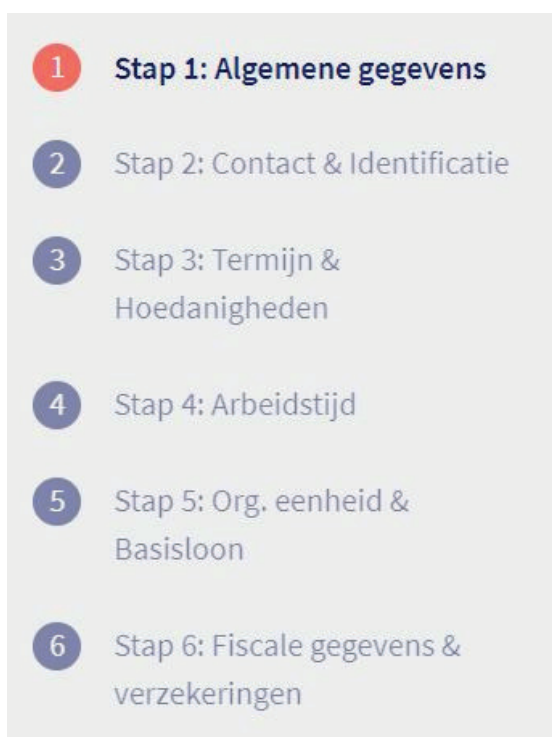 1 Stap 1: Algemene gegevens
2 Stap 2: Contact & Identificatie
3 Stap 3: Termijn &
Hoedanigheden
4 Stap 4: Arbeidstijd
5 Stap 5: Org. eenheid &
Basisloon
6 Stap 6: Fiscale gegevens &
verzekeringen